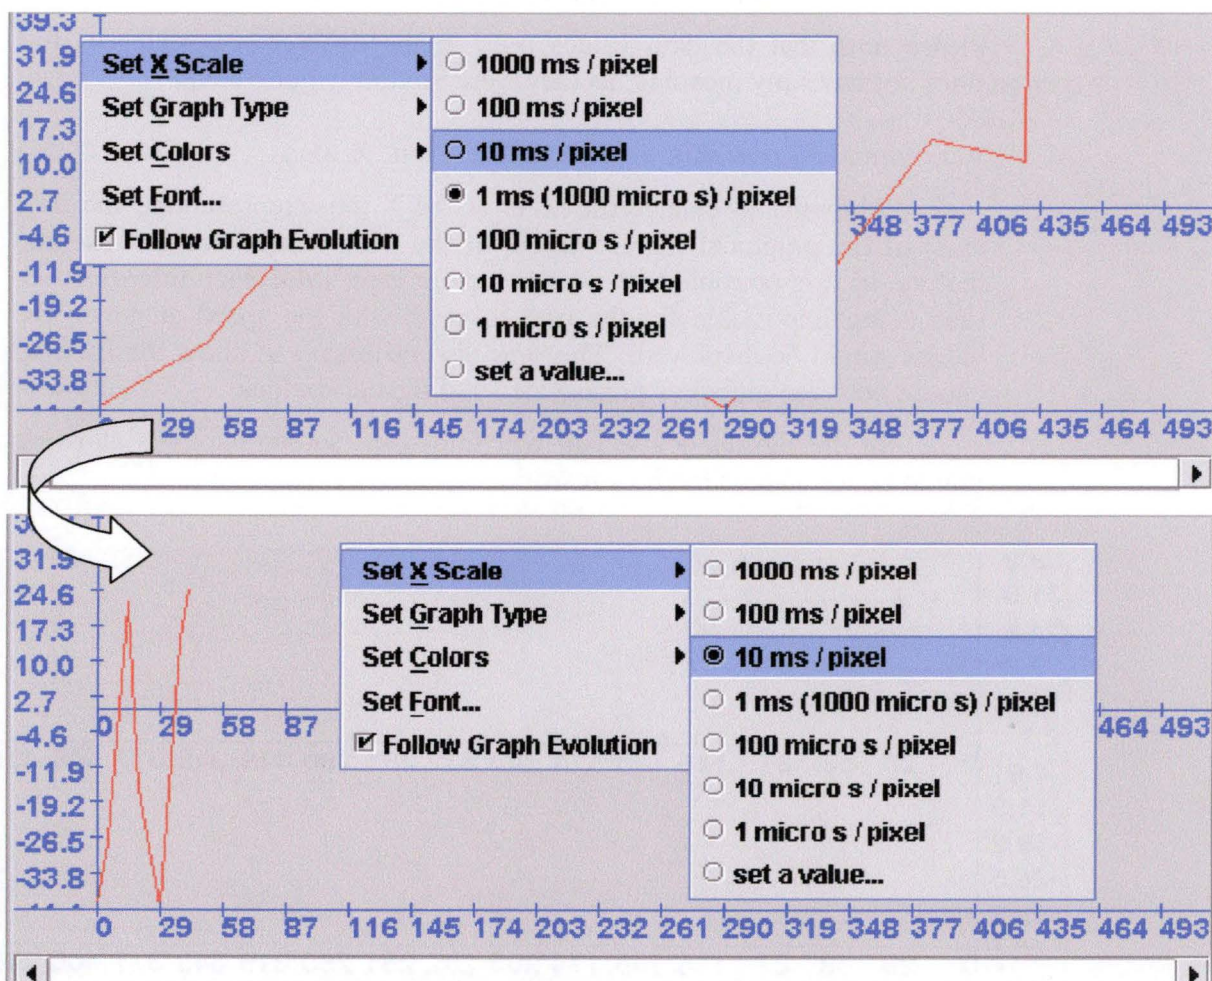 39.3
31.9
24.6
17.3
10.0
2.7
-4.6
-11.9
-19.2
-26.5
-33.8
Set X Scale
Set Graph Type
Set Colors
Set Font...
Follow Graph Evolution
1000 ms / pixel
100 ms / pixel
10 ms / pixel
1 ms (1000 micro s) / pixel
100 micro s / pixel
10 micro s / pixel
1 micro s / pixel
set a value...
348 377 406 435 464 493
29 58 87 116 145 174 203 232 261 290 319 348 377 406 435 464 493
31.9
24.6
17.3
10.0
2.7
-4.6
-11.9
-19.2
-26.5
-33.8
0 29 58 87
Set X Scale
Set Graph Type
Set Colors
Set Font...
Follow Graph Evolution
1000 ms / pixel
100 ms / pixel
10 ms / pixel
1 ms (1000 micro s) / pixel
100 micro s / pixel
10 micro s / pixel
1 micro s / pixel
set a value...
464 493
0 29 58 87 116 145 174 203 232 261 290 319 348 377 406 435 464 493